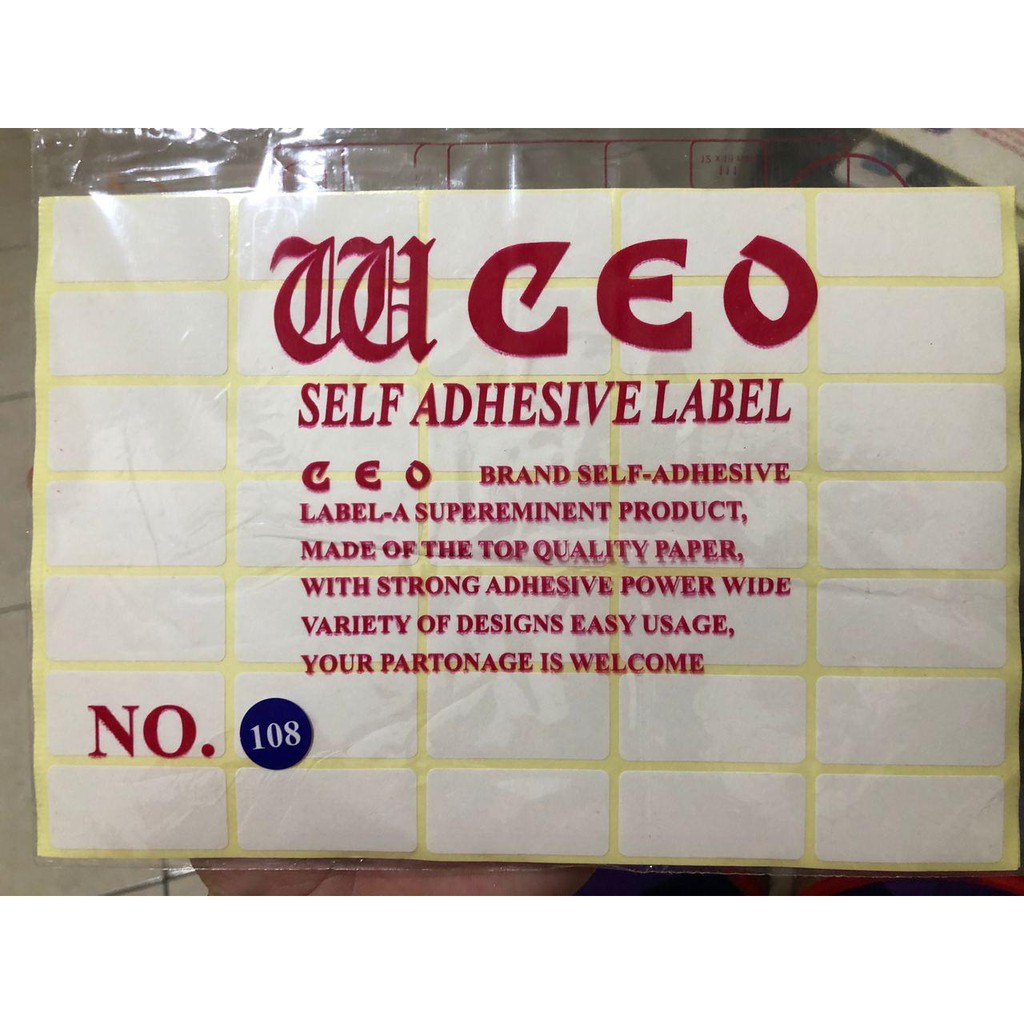 W CEO
SELF ADHESIVE LABEL
CEO BRAND SELF-ADHESIVE
LABEL-A SUPEREMINENT PRODUCT,
MADE OF THE TOP QUALITY PAPER,
WITH STRONG ADHESIVE POWER WIDE
VARIETY OF DESIGNS EASY USAGE,
YOUR PARTONAGE IS WELCOME
NO. 108